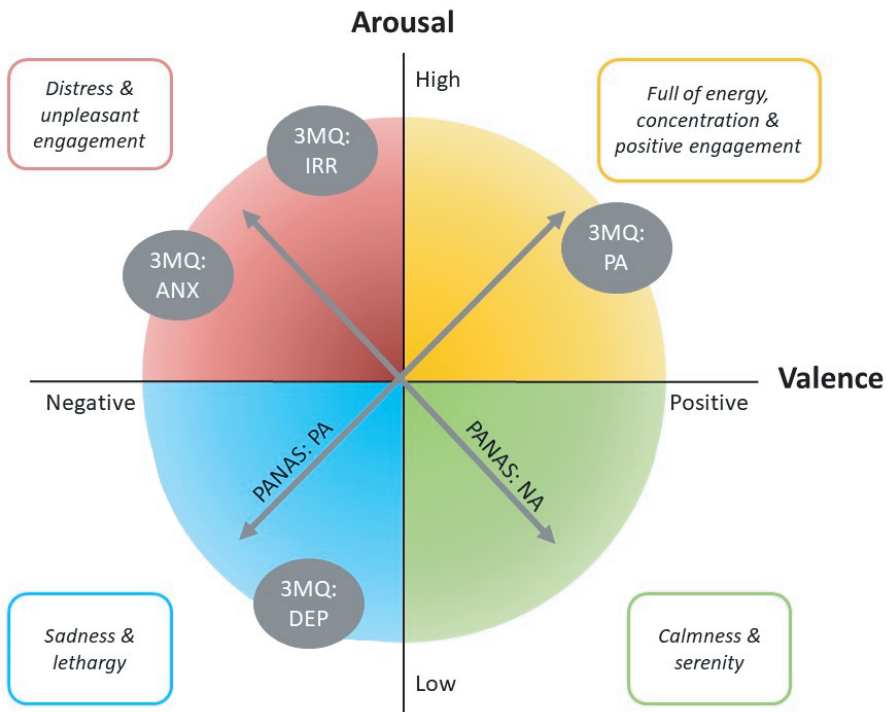 Arousal
High
Distress &
unpleasant
engagement
Full of energy,
concentration &
positive engagement
3MQ:
IRR
3MQ:
ANX
3MQ:
PA
Negative
Positive
Valence
PANAS: PA
PANAS: NA
3MQ:
DEP
Sadness &
lethargy
Calmness &
serenity
Low